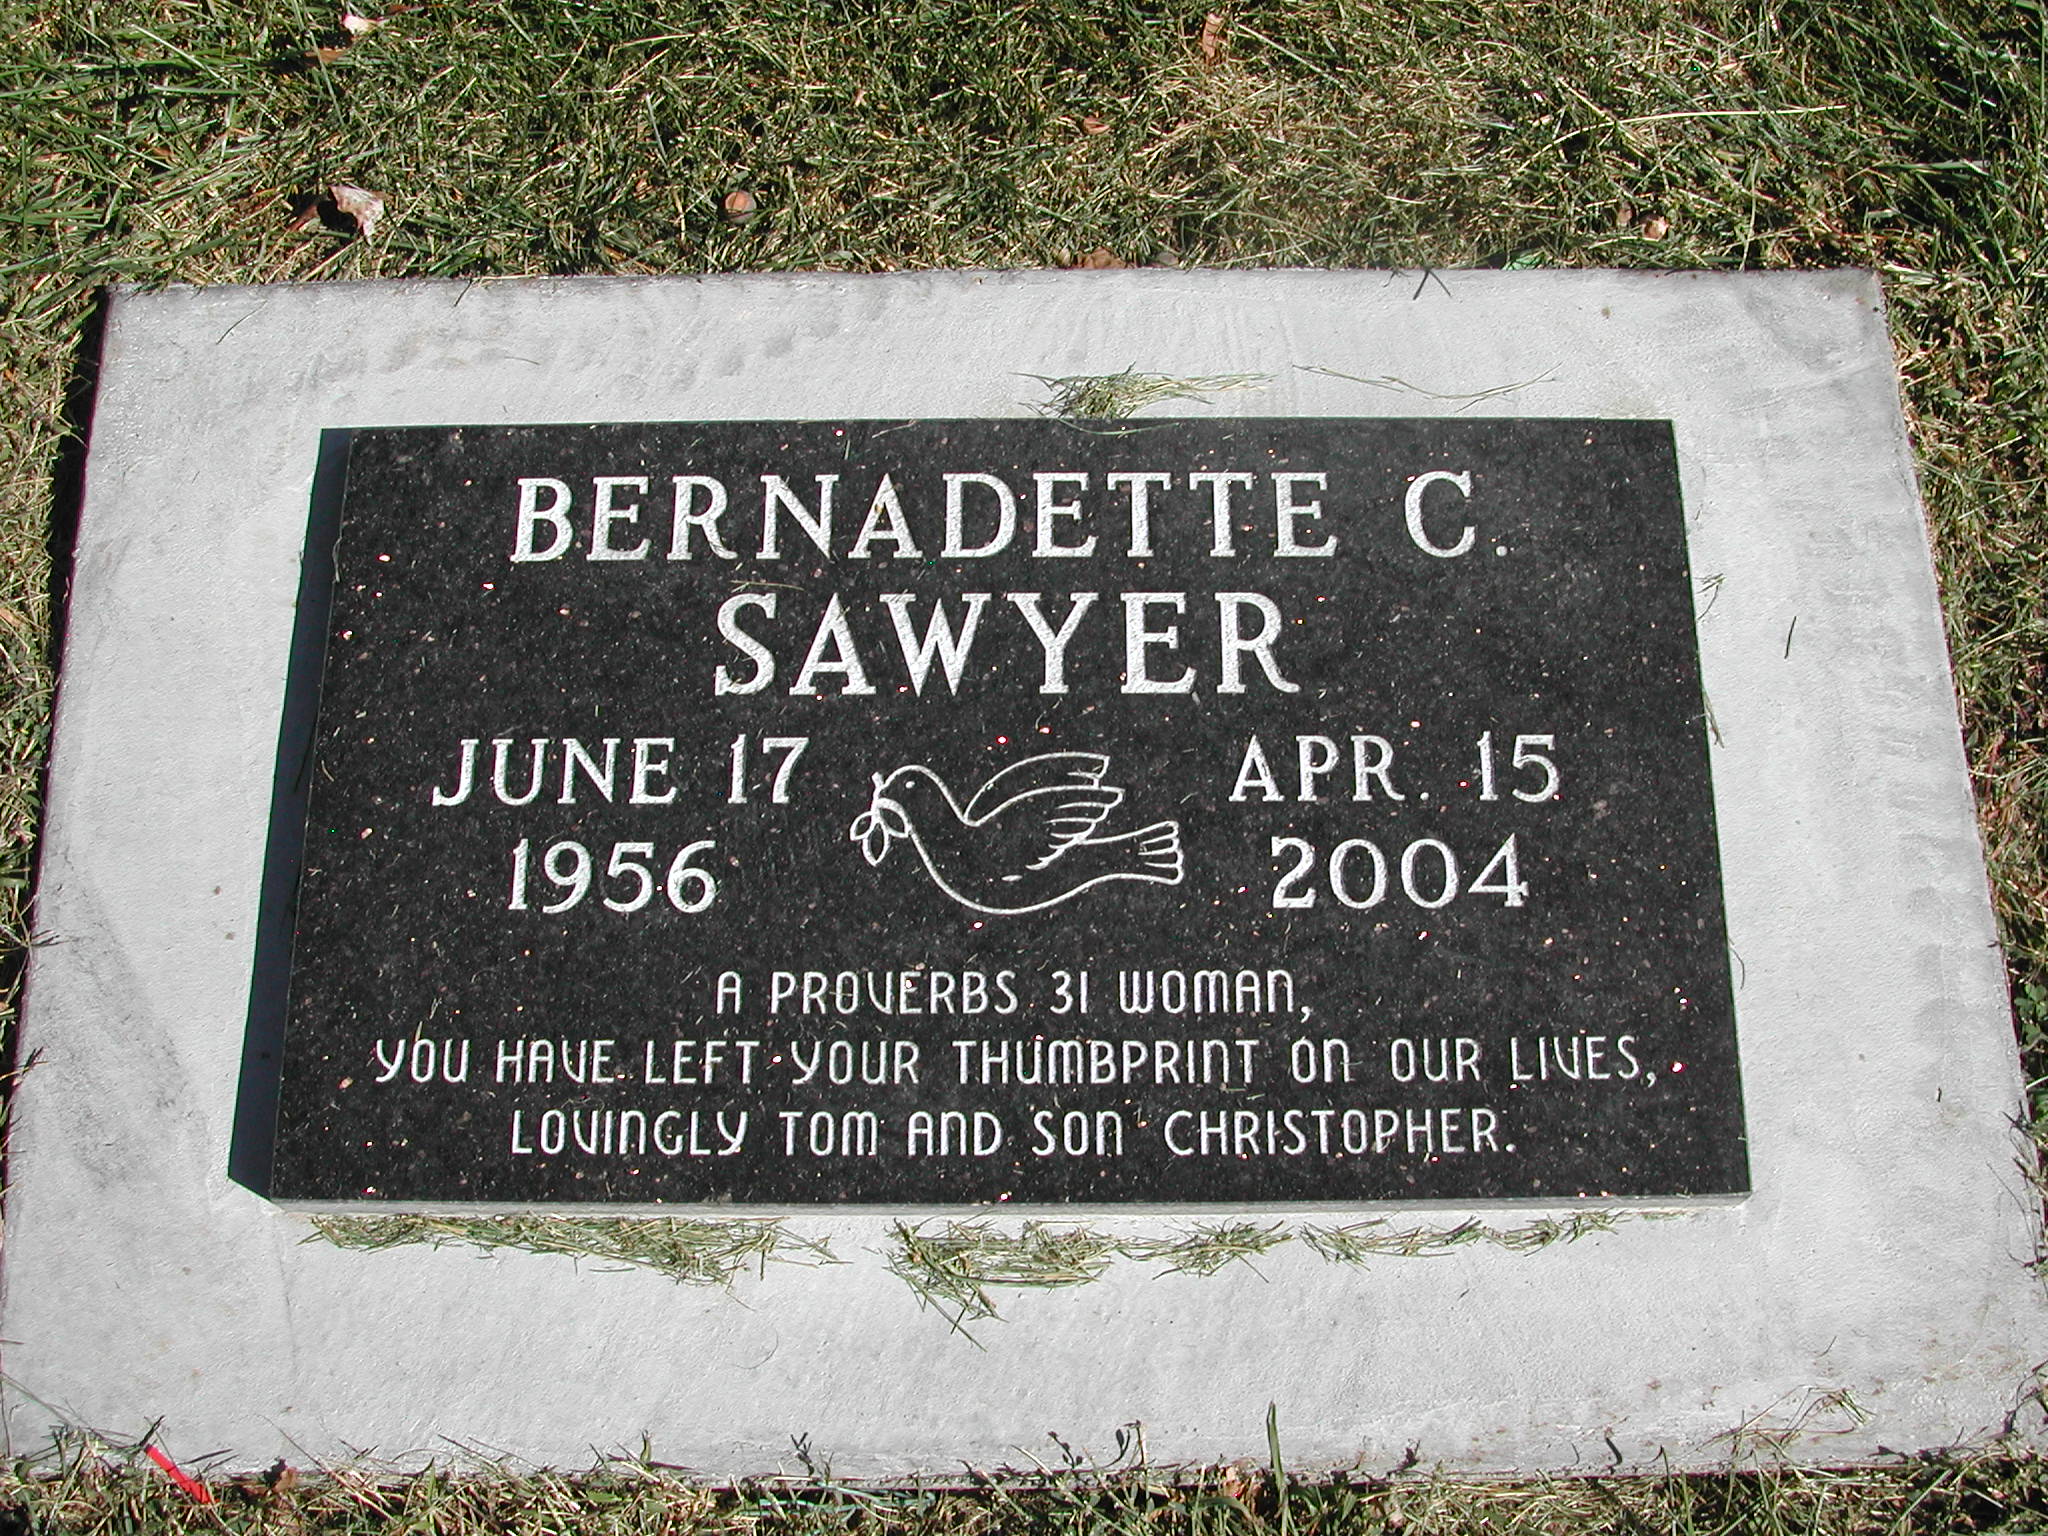 BERNADETTE C.
SAWYER
JUNE 17
1956
APR. 15
2004
A PROVERBS 31 WOMAN,
YOU HAVE LEFT YOUR THUMBPRINT ON OUR LIVES,
LOVINGLY TOM AND SON CHRISTOPHER.